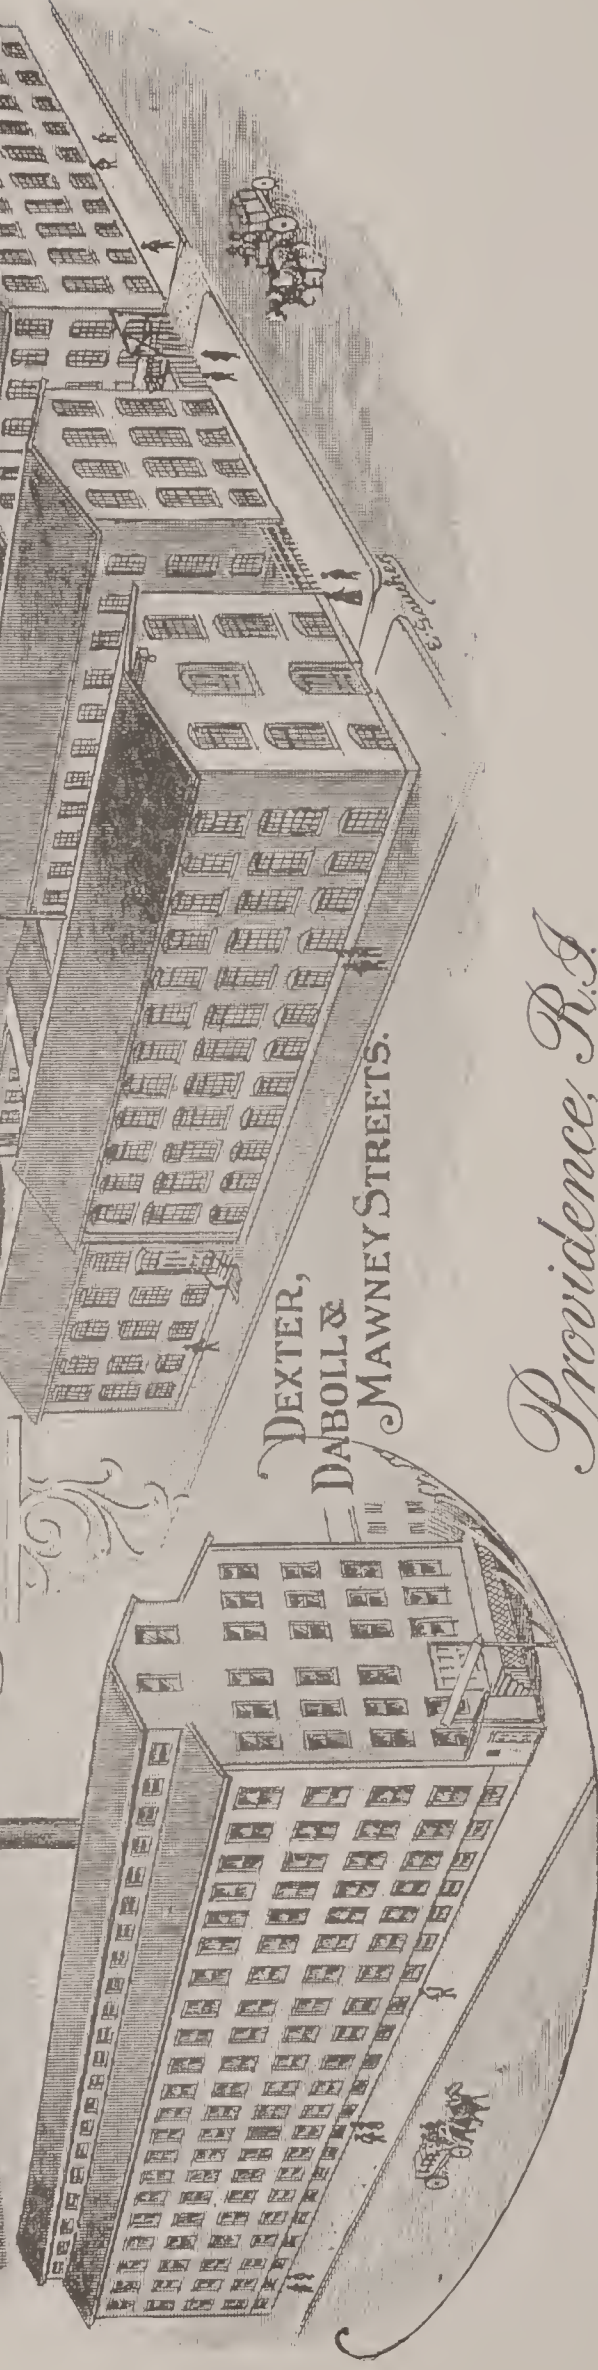 DEXTER,
DABOLL &
MAWNEY STREETS.
Providence, R.I.